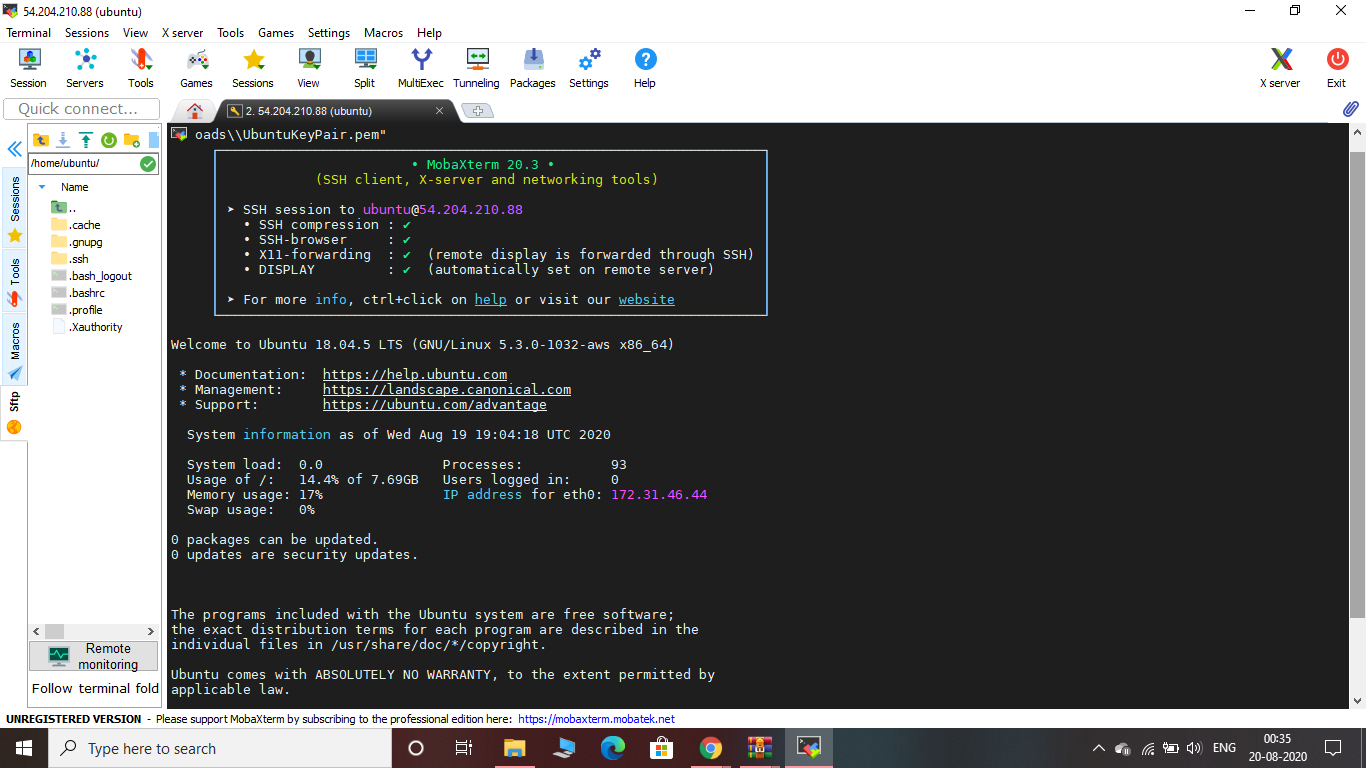 54.204.210.88 (ubuntu)
Terminal Sessions View X server Tools Games Settings Macros Help
Session Servers Tools Games Sessions View Split MultiExec Tunneling Packages Settings Help X server Exit
Quick connect...
2. 54.204.210.88 (ubuntu)
/home/ubuntu/
Name
..
.cache
.gnupg
.ssh
.bash_logout
.bashrc
.profile
.Xauthority
Sessions
Tools
Macros
Sftp
Remote
monitoring
Follow terminal fold
oads\\UbuntuKeyPair.pem"
• MobaXterm 20.3 •
(SSH client, X-server and networking tools)
➤ SSH session to ubuntu@54.204.210.88
• SSH compression : ✔
• SSH-browser : ✔
• X11-forwarding : ✔ (remote display is forwarded through SSH)
• DISPLAY : ✔ (automatically set on remote server)
➤ For more info, ctrl+click on help or visit our website
Welcome to Ubuntu 18.04.5 LTS (GNU/Linux 5.3.0-1032-aws x86_64)
* Documentation: https://help.ubuntu.com
* Management: https://landscape.canonical.com
* Support: https://ubuntu.com/advantage
System information as of Wed Aug 19 19:04:18 UTC 2020
System load: 0.0 Processes: 93
Usage of /: 14.4% of 7.69GB Users logged in: 0
Memory usage: 17% IP address for eth0: 172.31.46.44
Swap usage: 0%
0 packages can be updated.
0 updates are security updates.
The programs included with the Ubuntu system are free software;
the exact distribution terms for each program are described in the
individual files in /usr/share/doc/*/copyright.
Ubuntu comes with ABSOLUTELY NO WARRANTY, to the extent permitted by
applicable law.
UNREGISTERED VERSION - Please support MobaXterm by subscribing to the professional edition here: https://mobaxterm.mobatek.net
Type here to search
ENG
00:35
20-08-2020